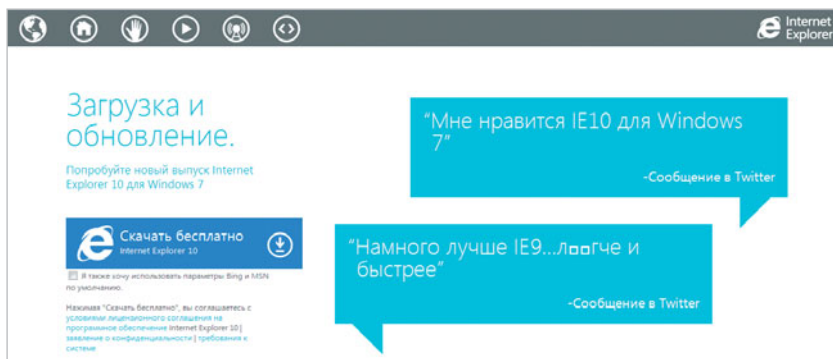 Internet
Explorer
Загрузка и
обновление.
Попробуйте новый выпуск Internet
Explorer 10 для Windows 7
Скачать бесплатно
Internet Explorer 10
Я также хочу использовать параметры Bing и MSN
по умолчанию.
Нажимая "Скачать бесплатно", вы соглашаетесь с
условиями лицензионного соглашения на
программное обеспечение Internet Explorer 10 |
заявление о конфиденциальности | требования к
системе
“Мне нравится IE10 для Windows
7”
-Сообщение в Twitter
“Намного лучше IE9...л□□гче и
быстрее”
-Сообщение в Twitter